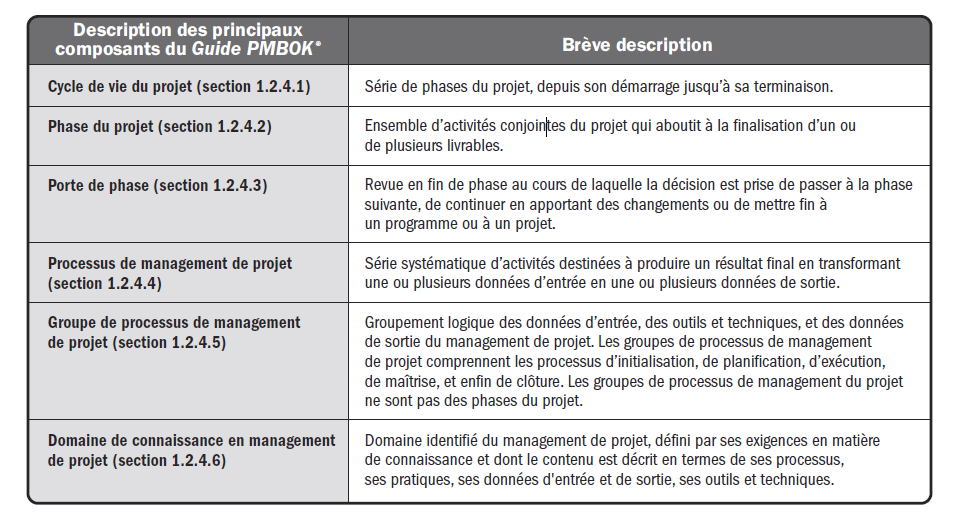 Description des principaux
composants du Guide PMBOK®
Brève description
Cycle de vie du projet (section 1.2.4.1)
Série de phases du projet, depuis son démarrage jusqu’à sa terminaison.
Phase du projet (section 1.2.4.2)
Ensemble d’activités conjointes du projet qui aboutit à la finalisation d’un ou
de plusieurs livrables.
Porte de phase (section 1.2.4.3)
Revue en fin de phase au cours de laquelle la décision est prise de passer à la phase
suivante, de continuer en apportant des changements ou de mettre fin à
un programme ou à un projet.
Processus de management de projet
(section 1.2.4.4)
Série systématique d’activités destinées à produire un résultat final en transformant
une ou plusieurs données d’entrée en une ou plusieurs données de sortie.
Groupe de processus de management
de projet (section 1.2.4.5)
Groupement logique des données d’entrée, des outils et techniques, et des données
de sortie du management de projet. Les groupes de processus de management
de projet comprennent les processus d’initialisation, de planification, d’exécution,
de maîtrise, et enfin de clôture. Les groupes de processus de management du projet
ne sont pas des phases du projet.
Domaine de connaissance en management
de projet (section 1.2.4.6)
Domaine identifié du management de projet, défini par ses exigences en matière
de connaissance et dont le contenu est décrit en termes de ses processus,
ses pratiques, ses données d'entrée et de sortie, ses outils et techniques.